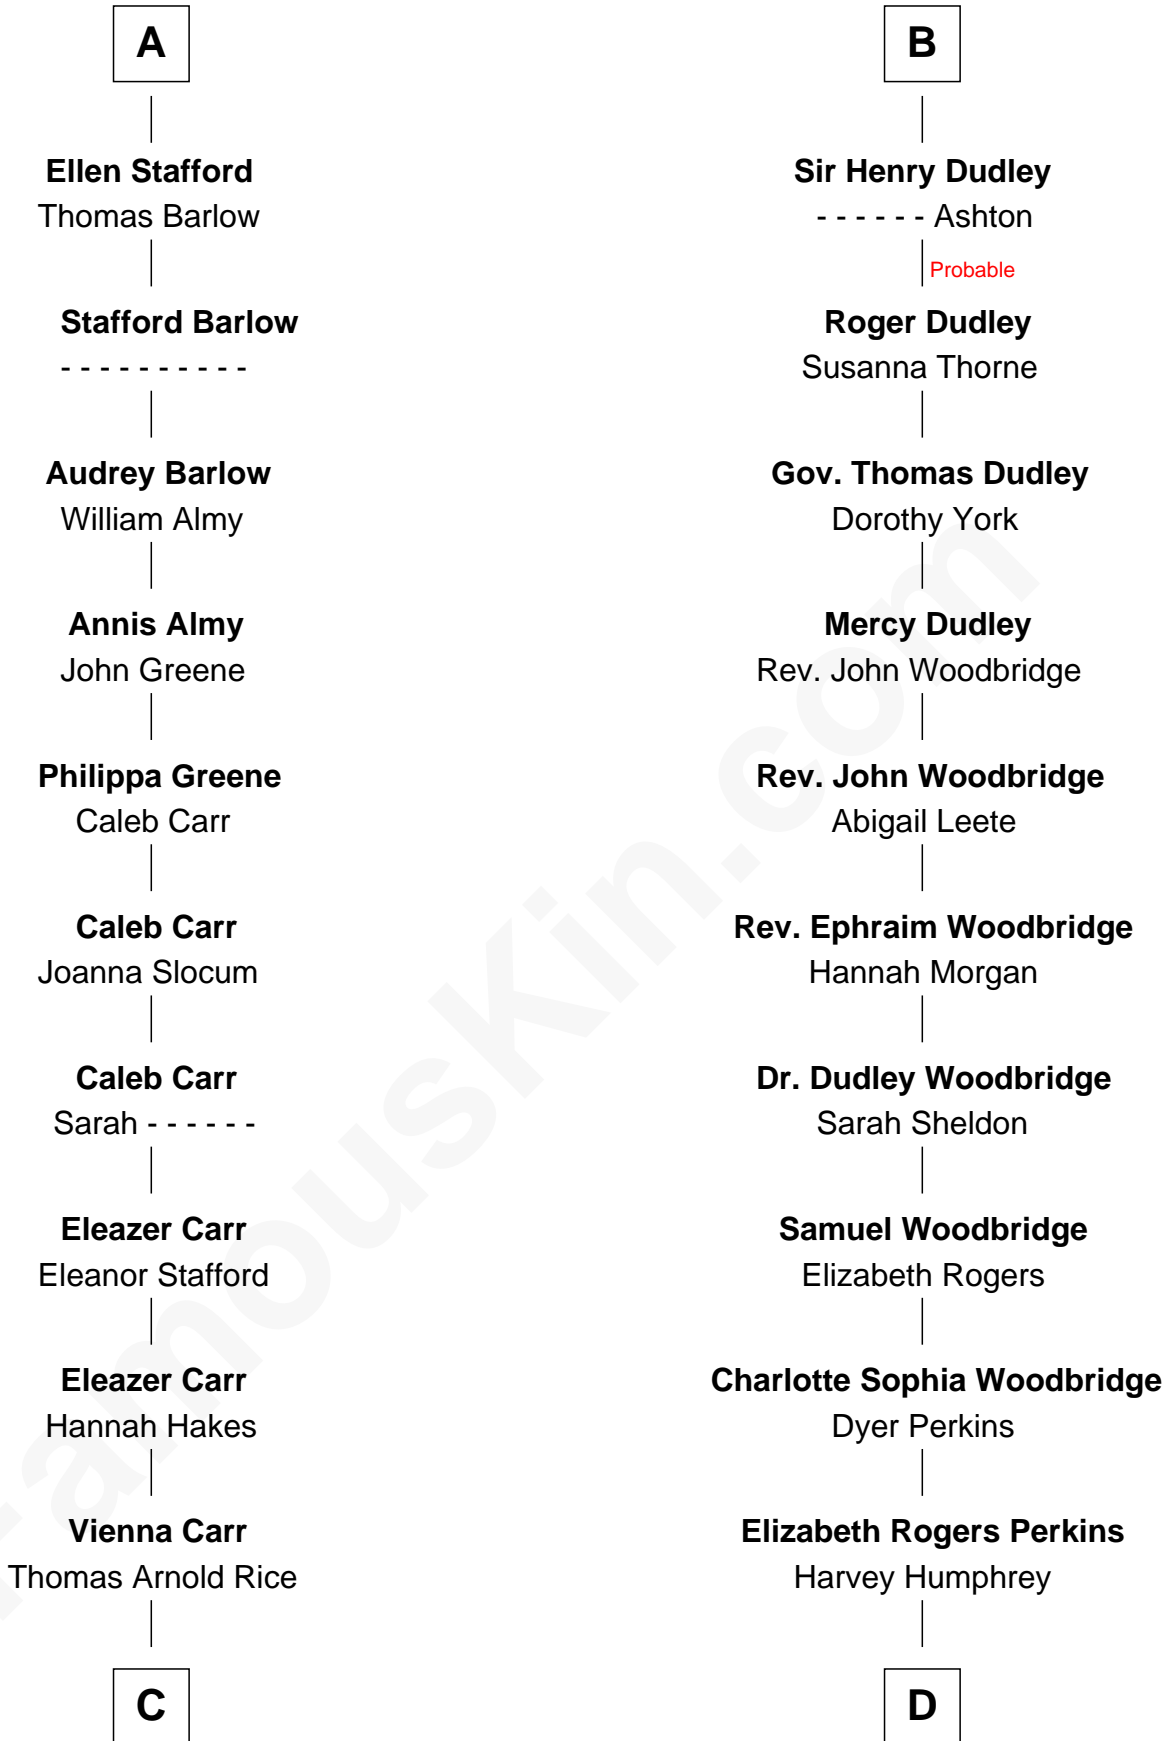 A
Ellen Stafford
Thomas Barlow
Stafford Barlow
- - - - - - - - - -
Audrey Barlow
William Almy
Annis Almy
John Greene
Philippa Greene
Caleb Carr
Caleb Carr
Joanna Slocum
Caleb Carr
Sarah - - - - - -
Eleazer Carr
Eleanor Stafford
Eleazer Carr
Hannah Hakes
Vienna Carr
Thomas Arnold Rice
C
B
Sir Henry Dudley
- - - - - - Ashton
Probable
Roger Dudley
Susanna Thorne
Gov. Thomas Dudley
Dorothy York
Mercy Dudley
Rev. John Woodbridge
Rev. John Woodbridge
Abigail Leete
Rev. Ephraim Woodbridge
Hannah Morgan
Dr. Dudley Woodbridge
Sarah Sheldon
Samuel Woodbridge
Elizabeth Rogers
Charlotte Sophia Woodbridge
Dyer Perkins
Elizabeth Rogers Perkins
Harvey Humphrey
D
FamousKin.com